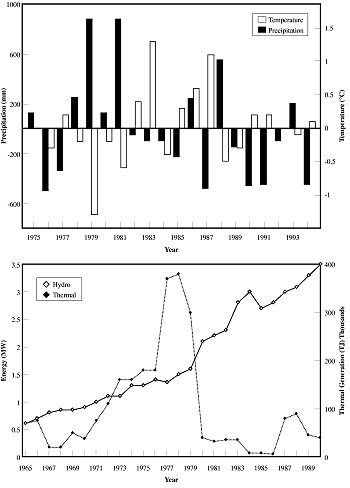 1000
600
200
-200
-600
Precipitation (mm)
Temperature
Precipitation
1.5
1
0.5
0
-0.5
-1
Temperature (°C)
1975 1977 1979 1981 1983 1985 1987 1989 1991 1993
Year
3.5
3
2.5
2
1.5
1
0.5
0
Energy (MW)
Hydro
Thermal
400
300
200
100
0
Thermal Generation (TJ) Thousands
1965 1967 1969 1971 1973 1975 1977 1978 1981 1983 1985 1987 1989
Year